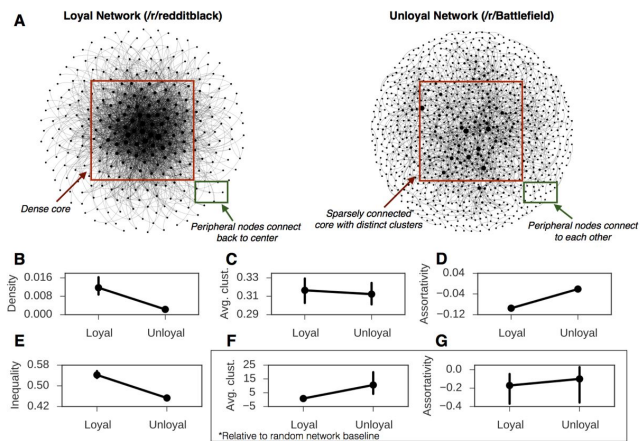 A
Loyal Network (/r/redditblack)
Unloyal Network (/r/Battlefield)
Dense core
Peripheral nodes connect
back to center
Sparsely connected
core with distinct clusters
Peripheral nodes connect
to each other
B
Density
0.016
0.008
0.000
Loyal
Unloyal
C
Avg. clust.
0.33
0.31
0.29
Loyal
Unloyal
D
Assortativity
0.04
−0.04
−0.12
Loyal
Unloyal
E
Inequality
0.58
0.50
0.42
Loyal
Unloyal
F
Avg. clust.
25
15
5
−5
Loyal
Unloyal
G
Assortativity
0.0
−0.2
−0.4
Loyal
Unloyal
*Relative to random network baseline